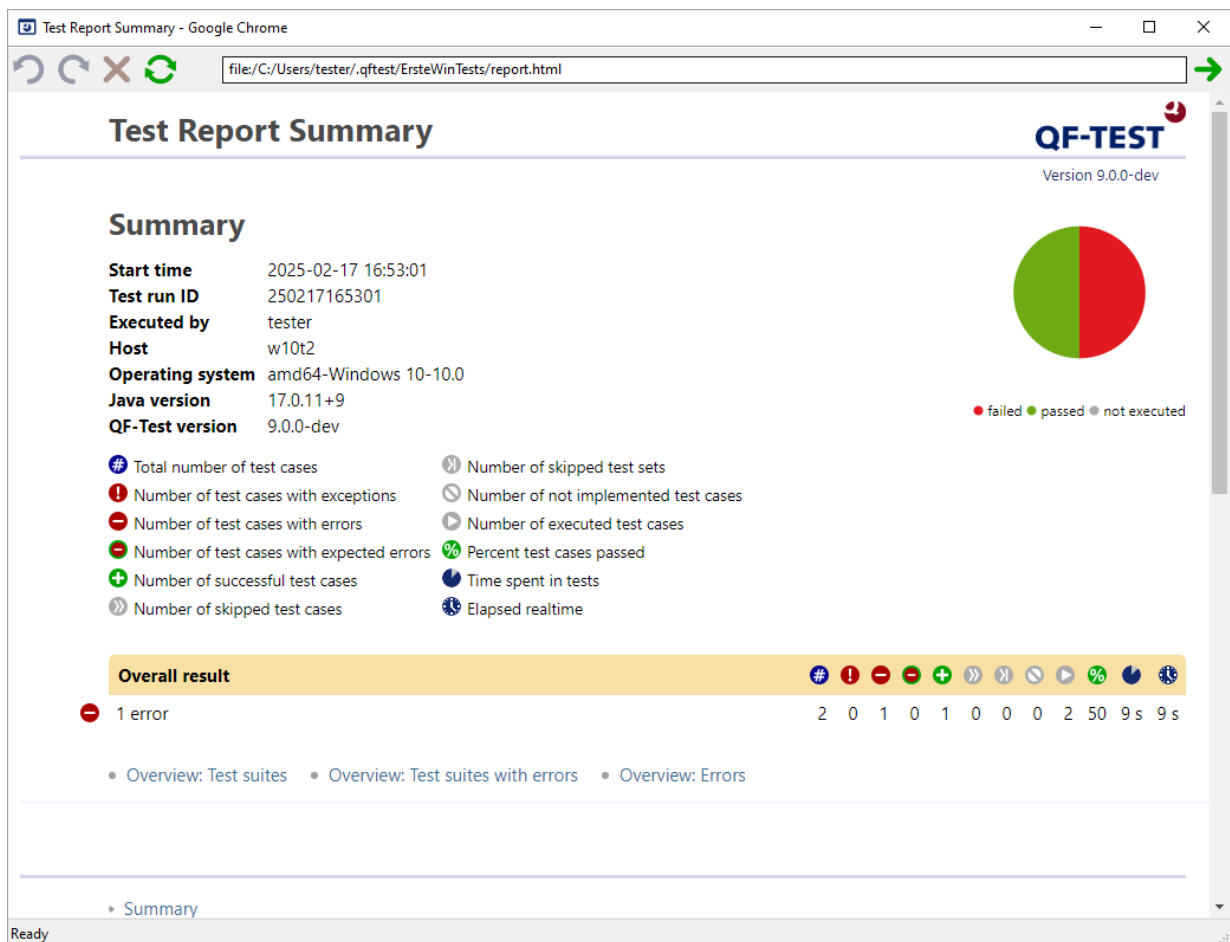 Test Report Summary - Google Chrome
file:/C:/Users/tester/.qftest/ErsteWinTests/report.html
Test Report Summary
QF-TEST
Version 9.0.0-dev
Summary
Start time 2025-02-17 16:53:01
Test run ID 250217165301
Executed by tester
Host w10t2
Operating system amd64-Windows 10-10.0
Java version 17.0.11+9
QF-Test version 9.0.0-dev
failed passed not executed
# Total number of test cases
Number of skipped test sets
! Number of test cases with exceptions
Number of not implemented test cases
Number of test cases with errors
Number of executed test cases
Number of test cases with expected errors
% Percent test cases passed
Number of successful test cases
Time spent in tests
Number of skipped test cases
Elapsed realtime
Overall result # ! %
1 error 2 0 1 0 1 0 0 0 2 50 9 s 9 s
Overview: Test suites Overview: Test suites with errors Overview: Errors
Summary
Ready